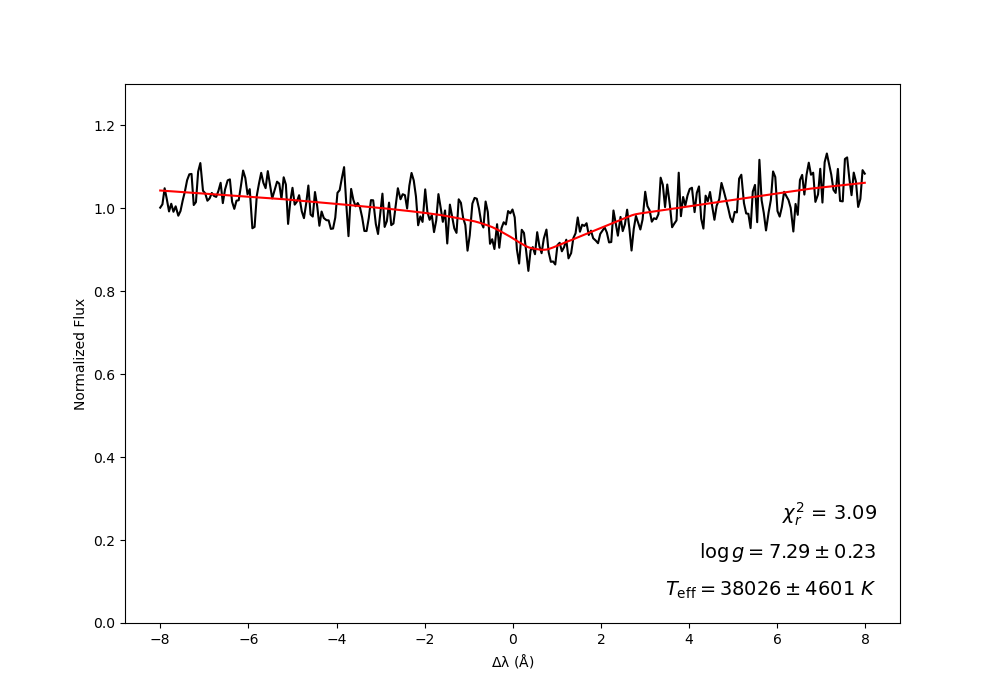 1.2
1.0
0.8
0.6
0.4
0.2
0.0
Normalized Flux
χ²ᵣ = 3.09
log g = 7.29 ± 0.23
T_eff = 38026 ± 4601 K
−8 −6 −4 −2 0 2 4 6 8
Δλ (Å)